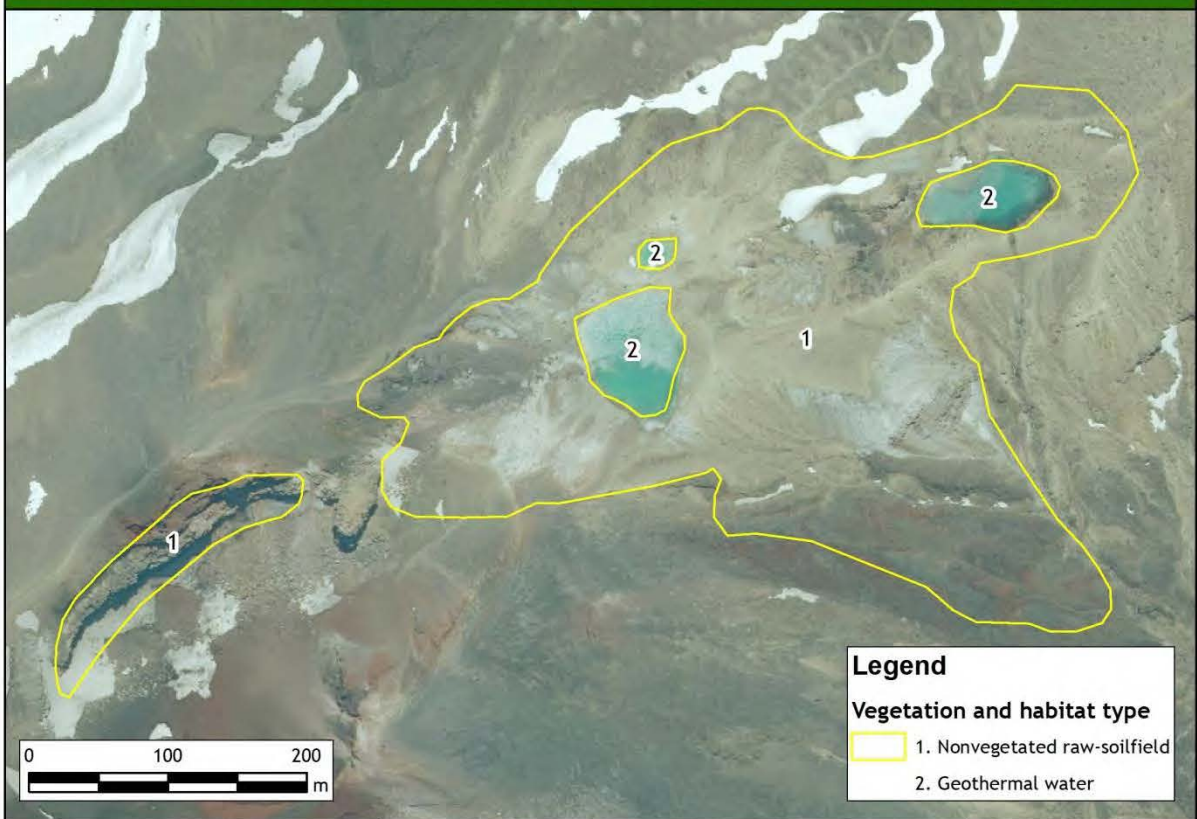 2
2
1
2
1
Legend
Vegetation and habitat type
1. Nonvegetated raw-soilfield
2. Geothermal water
0 100 200
m